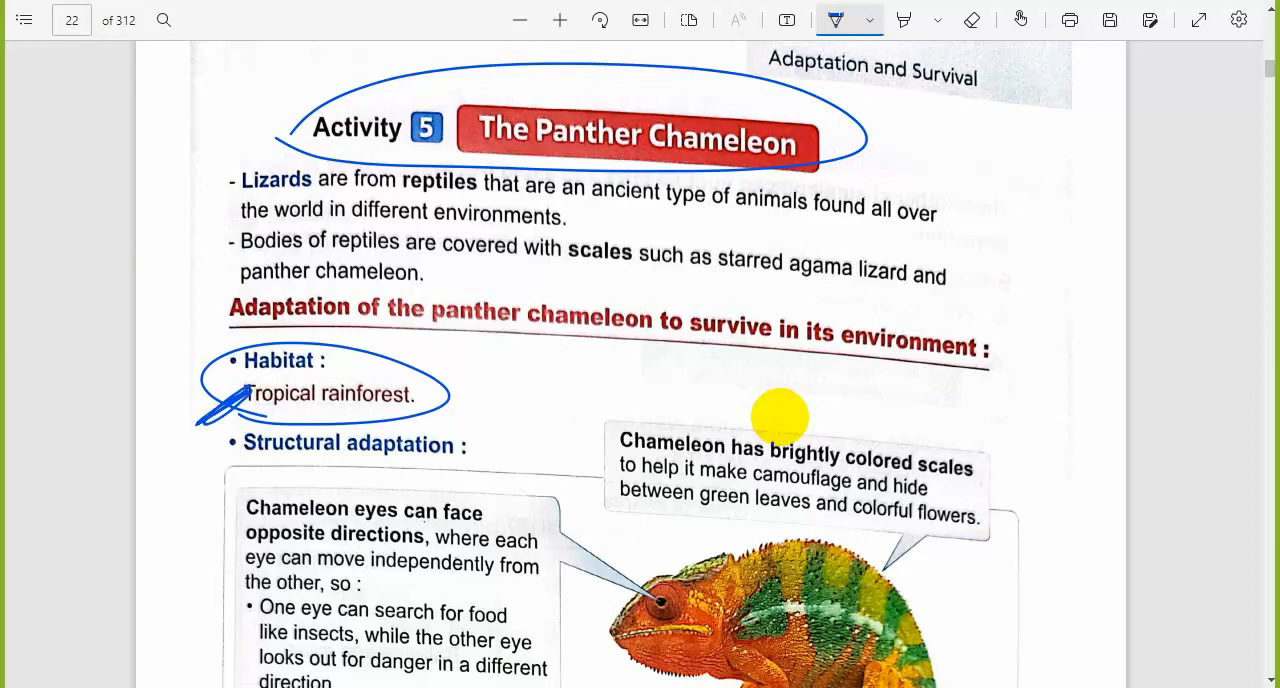 22 of 312
Adaptation and Survival
Activity 5 The Panther Chameleon
- Lizards are from reptiles that are an ancient type of animals found all over
the world in different environments.
- Bodies of reptiles are covered with scales such as starred agama lizard and
panther chameleon.
Adaptation of the panther chameleon to survive in its environment :
• Habitat :
Tropical rainforest.
• Structural adaptation :
Chameleon has brightly colored scales
to help it make camouflage and hide
between green leaves and colorful flowers.
Chameleon eyes can face
opposite directions, where each
eye can move independently from
the other, so :
• One eye can search for food
like insects, while the other eye
looks out for danger in a different
direction